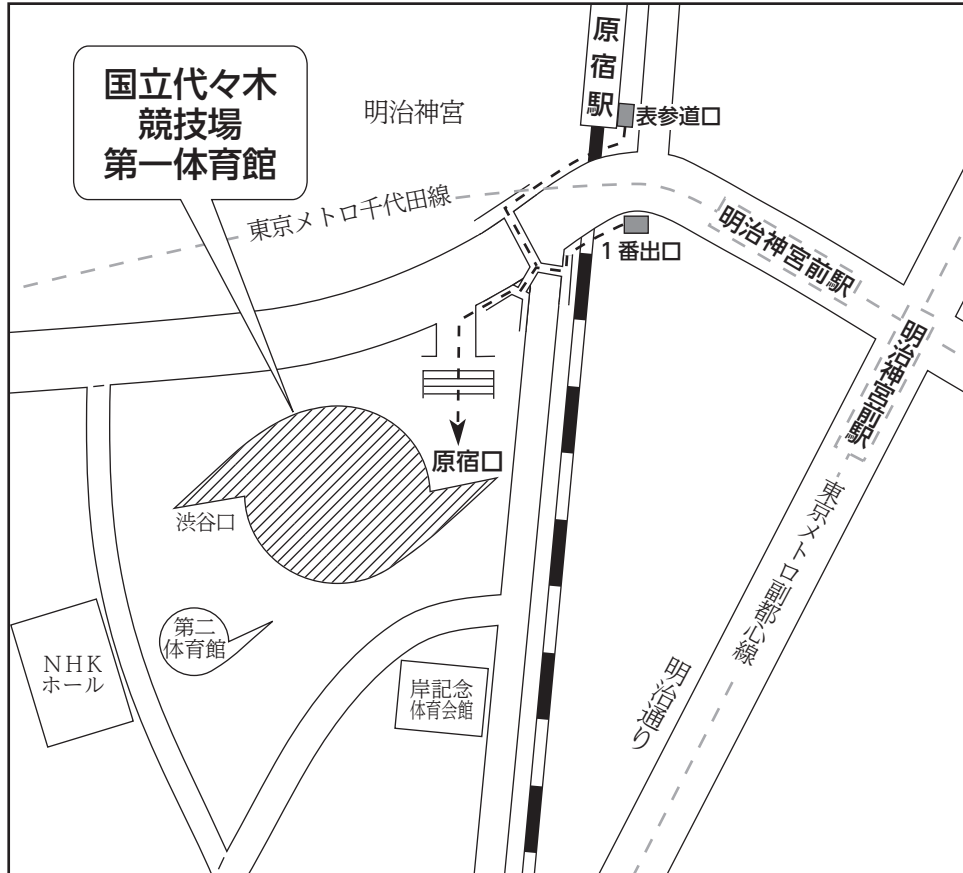 国立代々木
競技場
第一体育館
明治神宮
原宿駅
表参道口
東京メトロ千代田線
1番出口
明治神宮前駅
明治神宮前駅
原宿口
渋谷口
東京メトロ副都心線
第二
体育館
NHK
ホール
岸記念
体育会館
明治通り